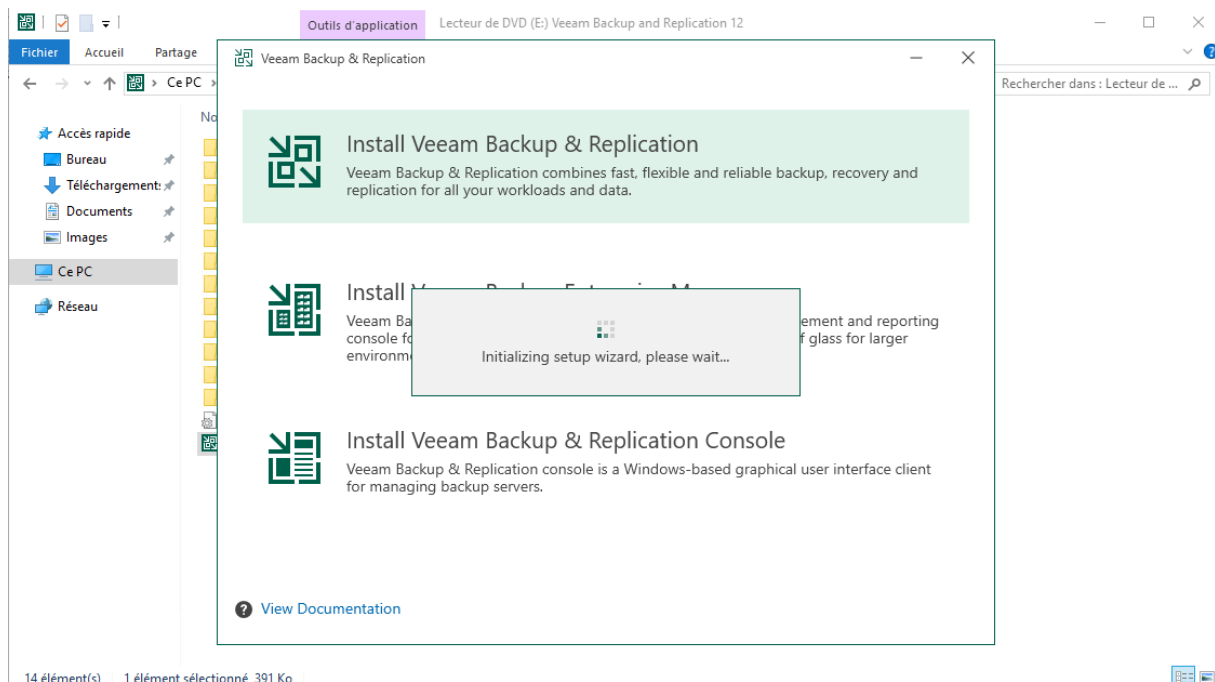 Outils d'application
Lecteur de DVD (E:) Veeam Backup and Replication 12
Fichier
Accueil
Partage
Ce PC
Rechercher dans : Lecteur de ...
Accès rapide
Bureau
Téléchargement
Documents
Images
Ce PC
Réseau
No
Veeam Backup & Replication
Install Veeam Backup & Replication
Veeam Backup & Replication combines fast, flexible and reliable backup, recovery and
replication for all your workloads and data.
Install
Veeam Ba ement and reporting
console fo f glass for larger
environme
Initializing setup wizard, please wait...
Install Veeam Backup & Replication Console
Veeam Backup & Replication console is a Windows-based graphical user interface client
for managing backup servers.
? View Documentation
14 élément(s)
1 élément sélectionné 391 Ko